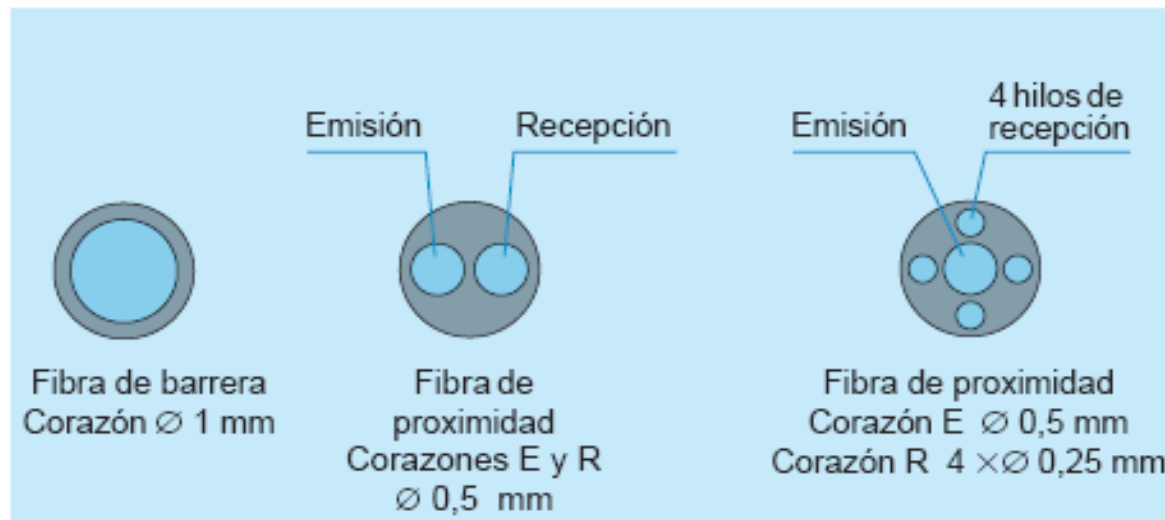 Emisión
Recepción
Emisión
4 hilos de
recepción
Fibra de barrera
Corazón ∅ 1 mm
Fibra de
proximidad
Corazones E y R
∅ 0,5 mm
Fibra de proximidad
Corazón E ∅ 0,5 mm
Corazón R 4 ×∅ 0,25 mm